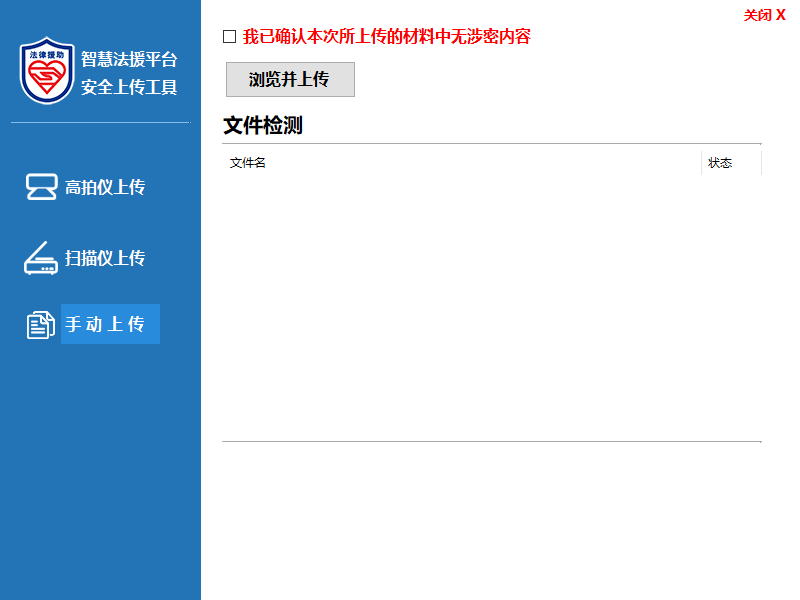 关闭 X
法律援助
智慧法援平台
安全上传工具
高拍仪上传
扫描仪上传
手动上传
我已确认本次所上传的材料中无涉密内容
浏览并上传
文件检测
文件名 状态